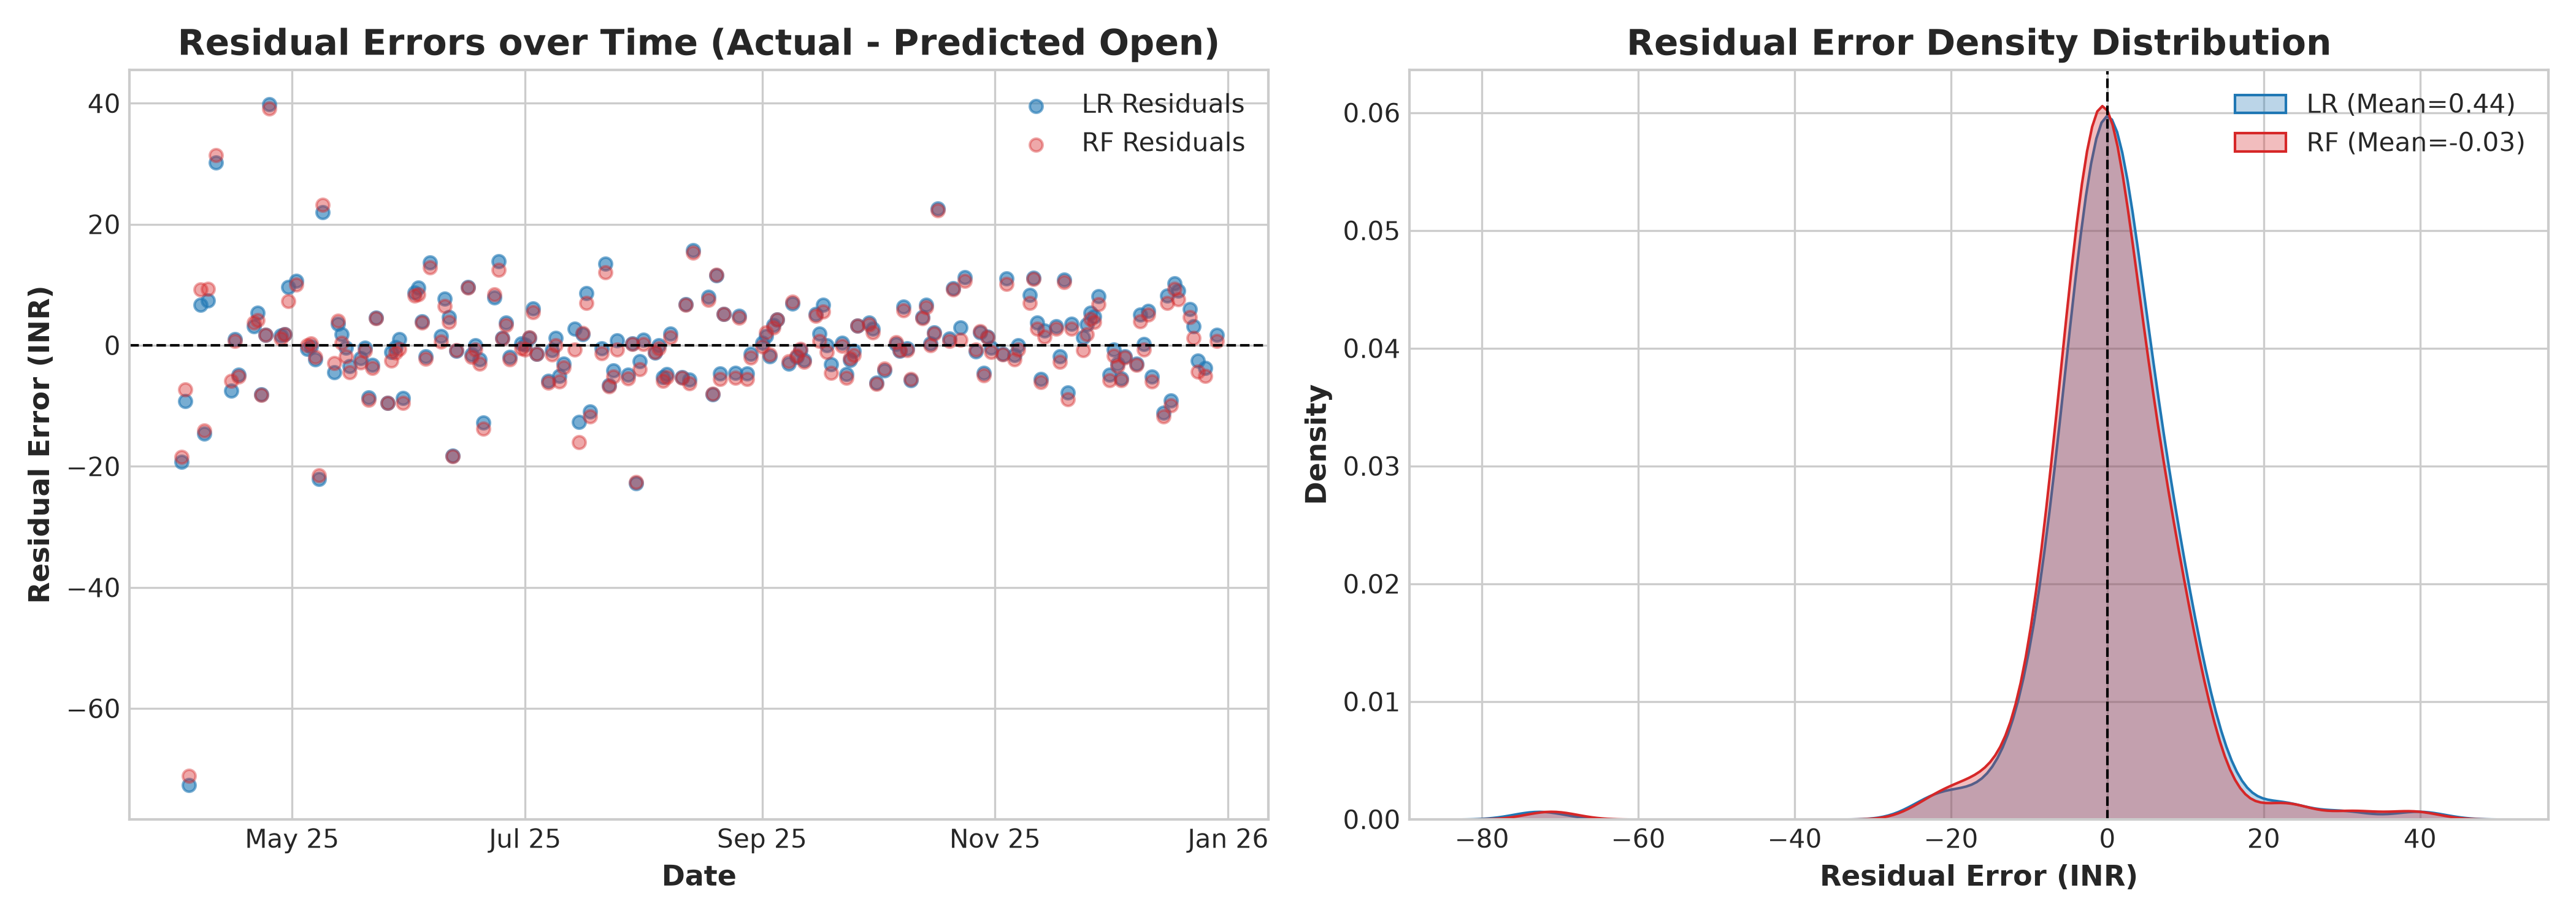 Residual Errors over Time (Actual - Predicted Open)
LR Residuals
RF Residuals
40
20
0
−20
−40
−60
Residual Error (INR)
May 25
Jul 25
Sep 25
Nov 25
Jan 26
Date
Residual Error Density Distribution
LR (Mean=0.44)
RF (Mean=-0.03)
0.06
0.05
0.04
0.03
0.02
0.01
0.00
Density
−80
−60
−40
−20
0
20
40
Residual Error (INR)